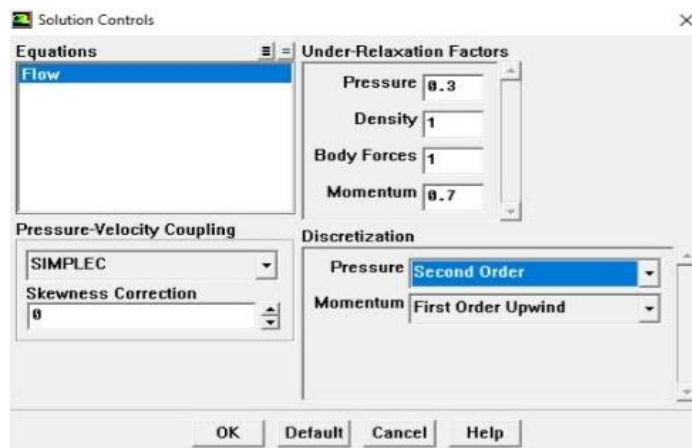 Solution Controls
Equations
Flow
Under-Relaxation Factors
Pressure 0.3
Density 1
Body Forces 1
Momentum 0.7
Pressure-Velocity Coupling
SIMPLEC
Skewness Correction
0
Discretization
Pressure Second Order
Momentum First Order Upwind
OK Default Cancel Help